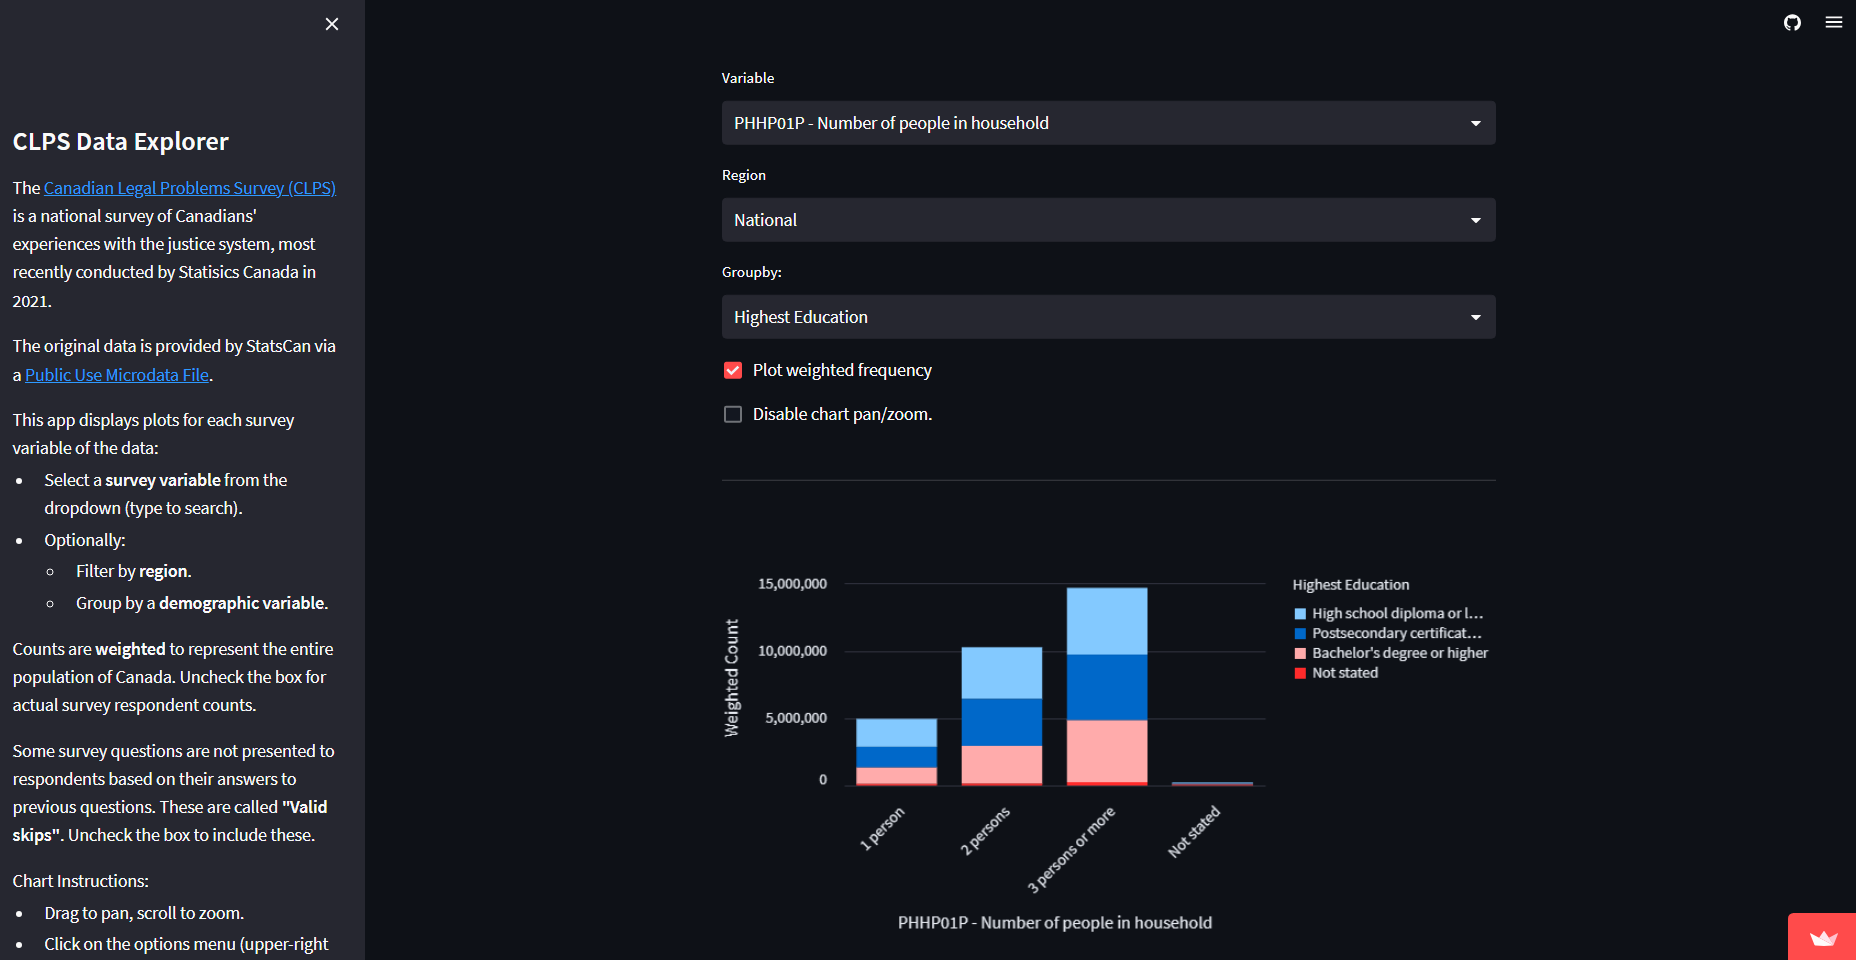 CLPS Data Explorer
The Canadian Legal Problems Survey (CLPS)
is a national survey of Canadians'
experiences with the justice system, most
recently conducted by Statisics Canada in
2021.
The original data is provided by StatsCan via
a Public Use Microdata File.
This app displays plots for each survey
variable of the data:
Select a survey variable from the
dropdown (type to search).
Optionally:
Filter by region.
Group by a demographic variable.
Counts are weighted to represent the entire
population of Canada. Uncheck the box for
actual survey respondent counts.
Some survey questions are not presented to
respondents based on their answers to
previous questions. These are called "Valid
skips". Uncheck the box to include these.
Chart Instructions:
Drag to pan, scroll to zoom.
Click on the options menu (upper-right
Variable
PHHP01P - Number of people in household
Region
National
Groupby:
Highest Education
Plot weighted frequency
Disable chart pan/zoom.
Weighted Count
15,000,000
10,000,000
5,000,000
0
1 person
2 persons
3 persons or more
Not stated
PHHP01P - Number of people in household
Highest Education
High school diploma or l...
Postsecondary certificat...
Bachelor's degree or higher
Not stated